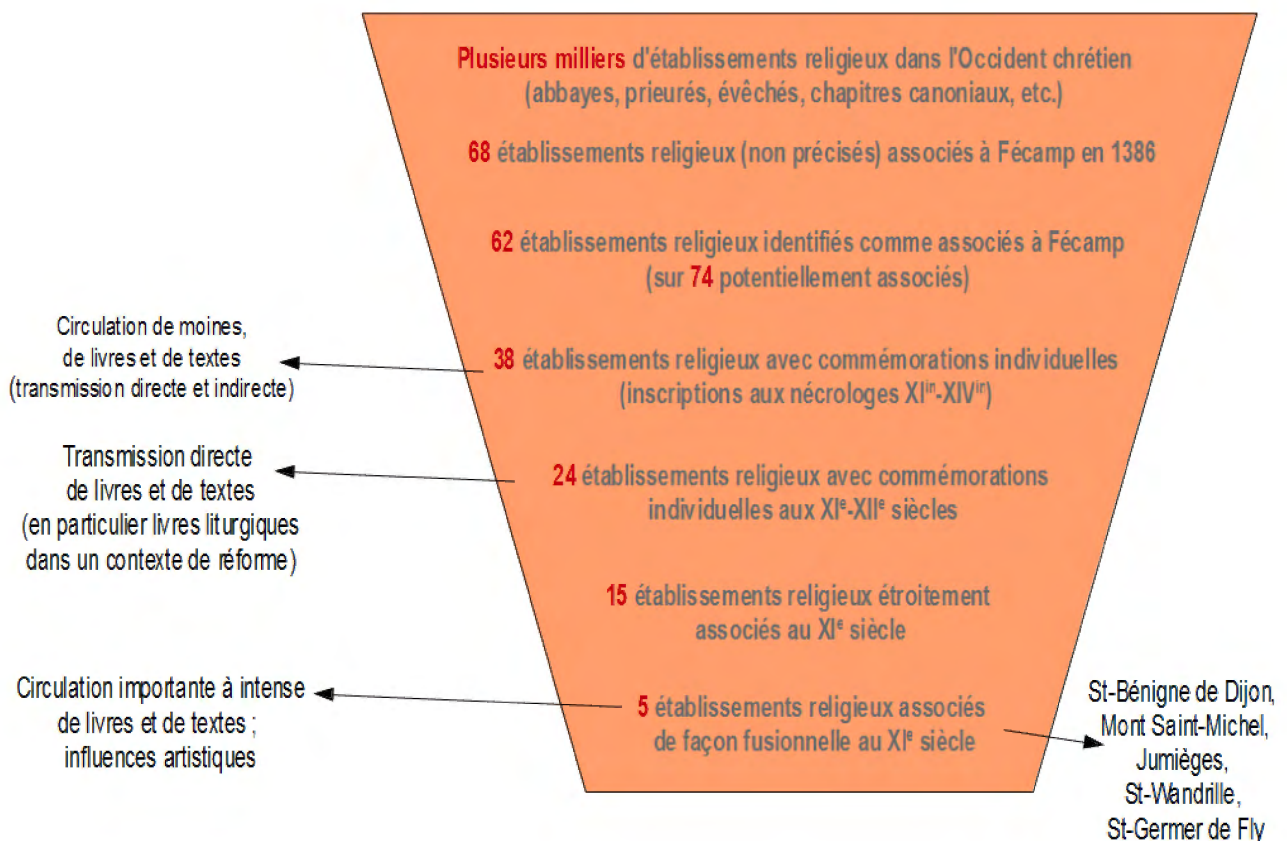 Plusieurs milliers d'établissements religieux dans l'Occident chrétien
(abbayes, prieurés, évêchés, chapitres canoniaux, etc.)
68 établissements religieux (non précisés) associés à Fécamp en 1386
62 établissements religieux identifiés comme associés à Fécamp
(sur 74 potentiellement associés)
Circulation de moines,
de livres et de textes
(transmission directe et indirecte)
38 établissements religieux avec commémorations individuelles
(inscriptions aux nécrologes XIⁱⁿ-XIVⁱⁿ)
Transmission directe
de livres et de textes
(en particulier livres liturgiques
dans un contexte de réforme)
24 établissements religieux avec commémorations
individuelles aux XIᵉ-XIIᵉ siècles
15 établissements religieux étroitement
associés au XIᵉ siècle
Circulation importante à intense
de livres et de textes ;
influences artistiques
5 établissements religieux associés
de façon fusionnelle au XIᵉ siècle
St-Bénigne de Dijon,
Mont Saint-Michel,
Jumièges,
St-Wandrille,
St-Germer de Fly